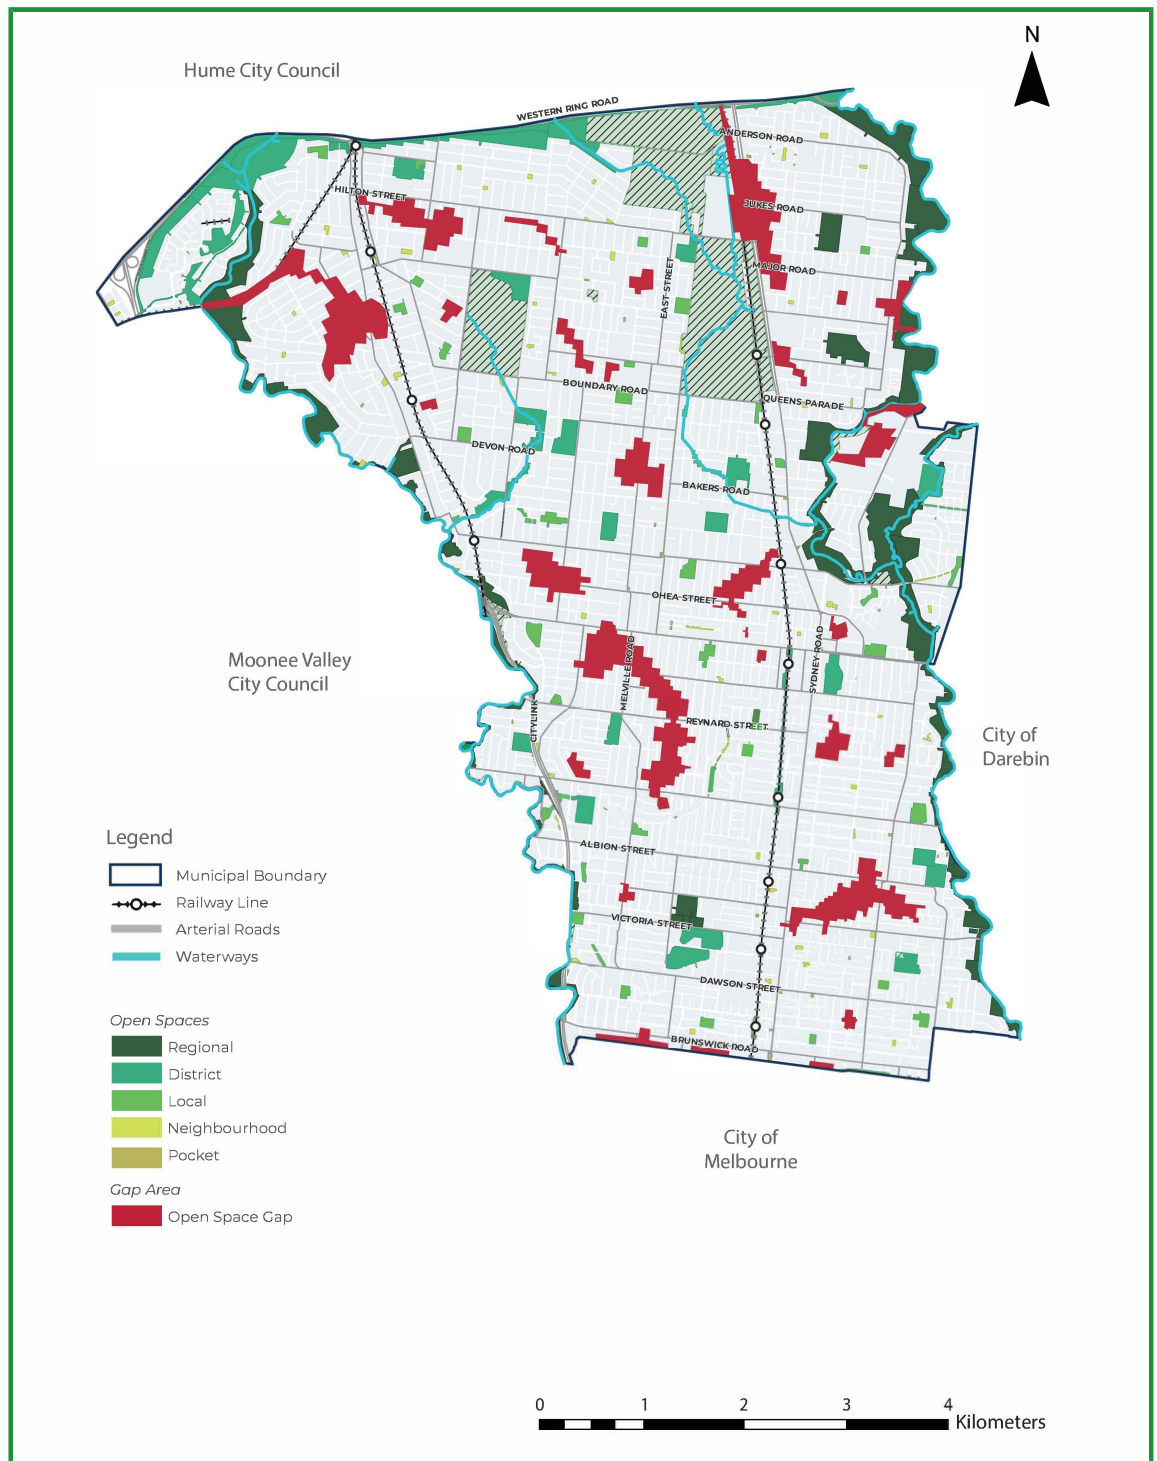 N
Hume City Council
WESTERN RING ROAD
ANDERSON ROAD
HILTON STREET
JUKES ROAD
MAJOR ROAD
EAST STREET
BOUNDARY ROAD
QUEENS PARADE
DEVON ROAD
BAKERS ROAD
OHEA STREET
Moonee Valley
City Council
MELVILLE ROAD
SYDNEY ROAD
CITYLINK
REYNARD STREET
City of
Darebin
ALBION STREET
VICTORIA STREET
DAWSON STREET
BRUNSWICK ROAD
City of
Melbourne
Legend
Municipal Boundary
Railway Line
Arterial Roads
Waterways
Open Spaces
Regional
District
Local
Neighbourhood
Pocket
Gap Area
Open Space Gap
0 1 2 3 4
Kilometers